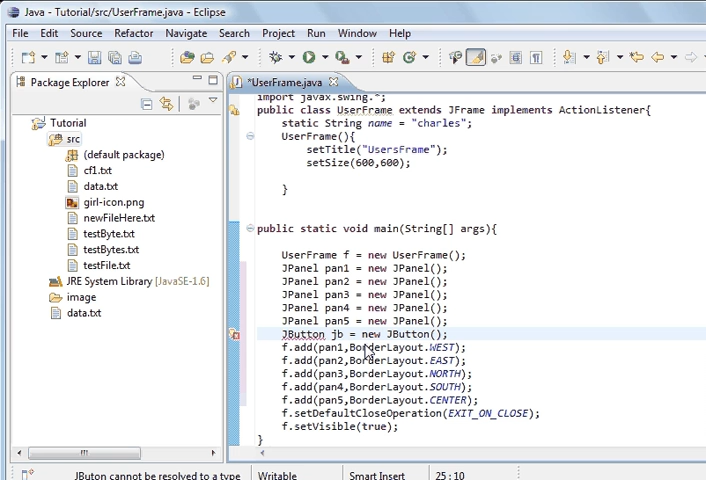 Java - Tutorial/src/UserFrame.java - Eclipse
File Edit Source Refactor Navigate Search Project Run Window Help
Package Explorer
*UserFrame.java
Tutorial
src
(default package)
cf1.txt
data.txt
girl-icon.png
newFileHere.txt
testByte.txt
testBytes.txt
testFile.txt
JRE System Library [JavaSE-1.6]
image
data.txt
import javax.swing.*;
public class UserFrame extends JFrame implements ActionListener{
static String name = "charles";
UserFrame(){
setTitle("UsersFrame");
setSize(600,600);
}
public static void main(String[] args){
UserFrame f = new UserFrame();
JPanel pan1 = new JPanel();
JPanel pan2 = new JPanel();
JPanel pan3 = new JPanel();
JPanel pan4 = new JPanel();
JPanel pan5 = new JPanel();
JButton jb = new JButton();
f.add(pan1,BorderLayout.WEST);
f.add(pan2,BorderLayout.EAST);
f.add(pan3,BorderLayout.NORTH);
f.add(pan4,BorderLayout.SOUTH);
f.add(pan5,BorderLayout.CENTER);
f.setDefaultCloseOperation(EXIT_ON_CLOSE);
f.setVisible(true);
}
JButon cannot be resolved to a type Writable Smart Insert 25 : 10